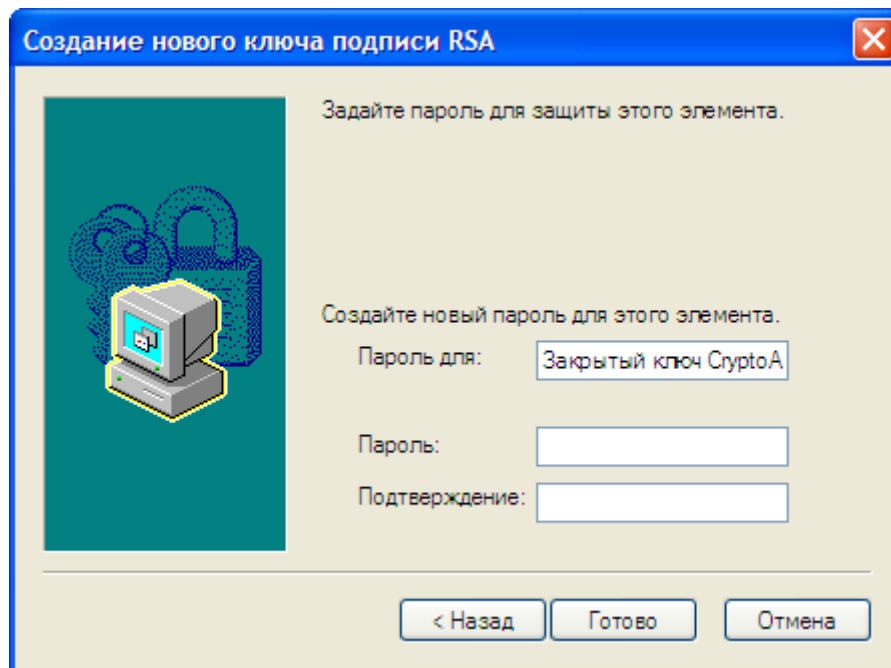 Создание нового ключа подписи RSA
Задайте пароль для защиты этого элемента.
Создайте новый пароль для этого элемента.
Пароль для: Закрытый ключ CryptoA
Пароль:
Подтверждение:
< Назад Готово Отмена